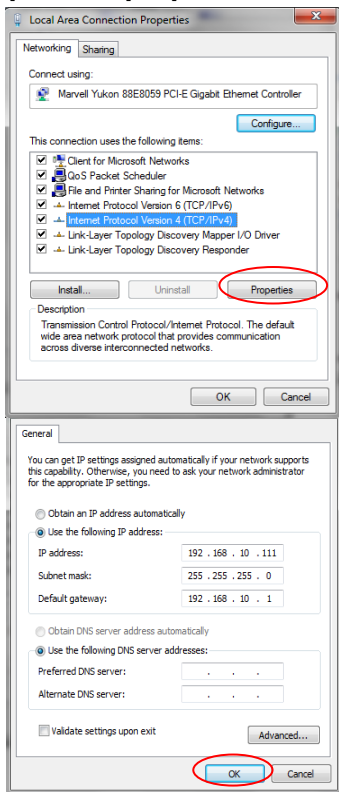 Local Area Connection Properties
Networking
Sharing
Connect using:
Marvell Yukon 88E8059 PCI-E Gigabit Ethernet Controller
Configure...
This connection uses the following items:
Client for Microsoft Networks
QoS Packet Scheduler
File and Printer Sharing for Microsoft Networks
Internet Protocol Version 6 (TCP/IPv6)
Internet Protocol Version 4 (TCP/IPv4)
Link-Layer Topology Discovery Mapper I/O Driver
Link-Layer Topology Discovery Responder
Install...
Uninstall
Properties
Description
Transmission Control Protocol/Internet Protocol. The default
wide area network protocol that provides communication
across diverse interconnected networks.
OK
Cancel
General
You can get IP settings assigned automatically if your network supports
this capability. Otherwise, you need to ask your network administrator
for the appropriate IP settings.
Obtain an IP address automatically
Use the following IP address:
IP address: 192 . 168 . 10 . 111
Subnet mask: 255 . 255 . 255 . 0
Default gateway: 192 . 168 . 10 . 1
Obtain DNS server address automatically
Use the following DNS server addresses:
Preferred DNS server: . . .
Alternate DNS server: . . .
Validate settings upon exit
Advanced...
OK
Cancel